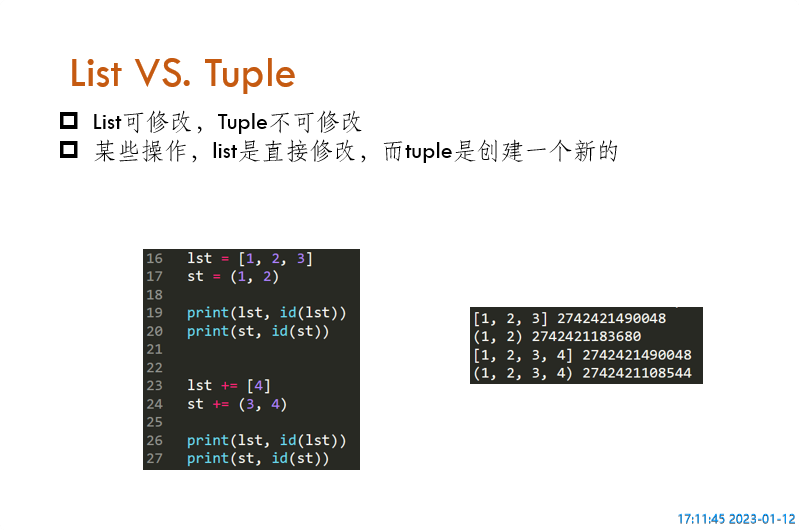 List VS. Tuple
List可修改，Tuple不可修改
某些操作，list是直接修改，而tuple是创建一个新的
16 lst = [1, 2, 3]
17 st = (1, 2)
18
19 print(lst, id(lst))
20 print(st, id(st))
21
22
23 lst += [4]
24 st += (3, 4)
25
26 print(lst, id(lst))
27 print(st, id(st))
[1, 2, 3] 2742421490048
(1, 2) 2742421183680
[1, 2, 3, 4] 2742421490048
(1, 2, 3, 4) 2742421108544
17:11:45 2023-01-12